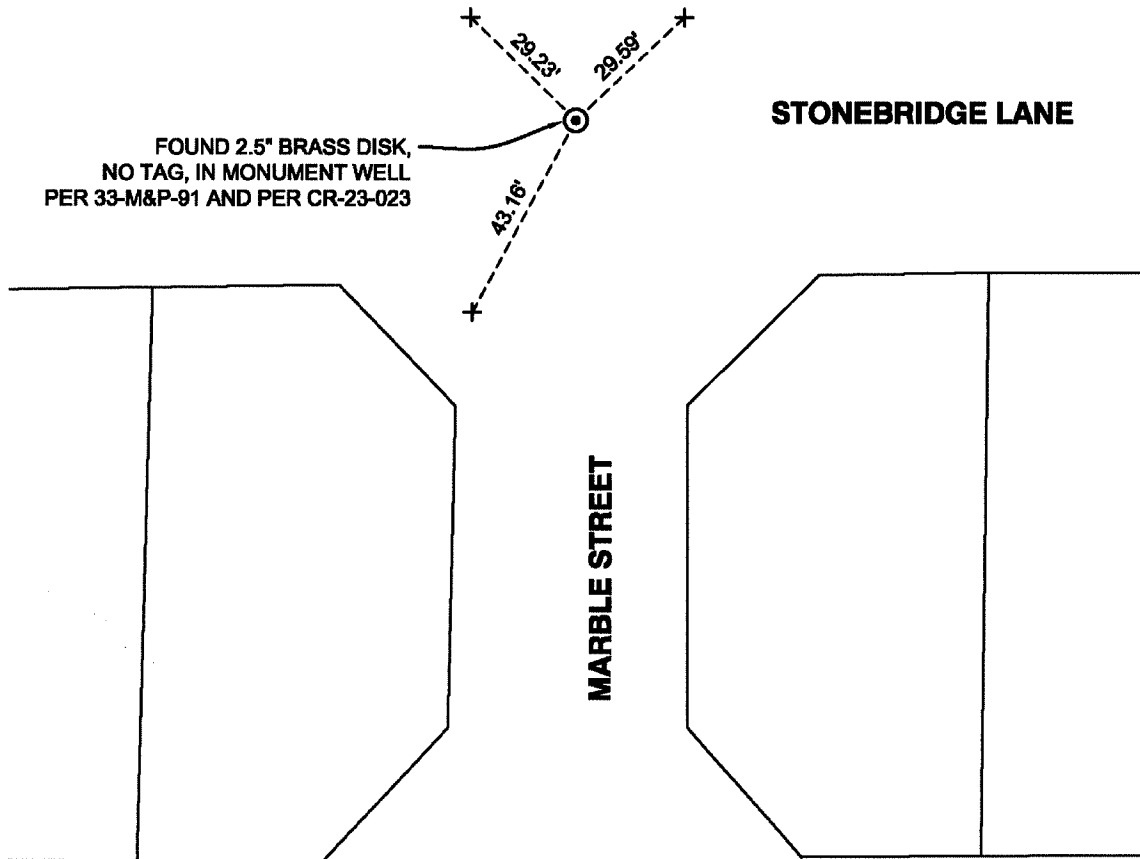 29.23'
29.59'
STONEBRIDGE LANE
FOUND 2.5" BRASS DISK,
NO TAG, IN MONUMENT WELL
PER 33-M&P-91 AND PER CR-23-023
43.16'
MARBLE STREET